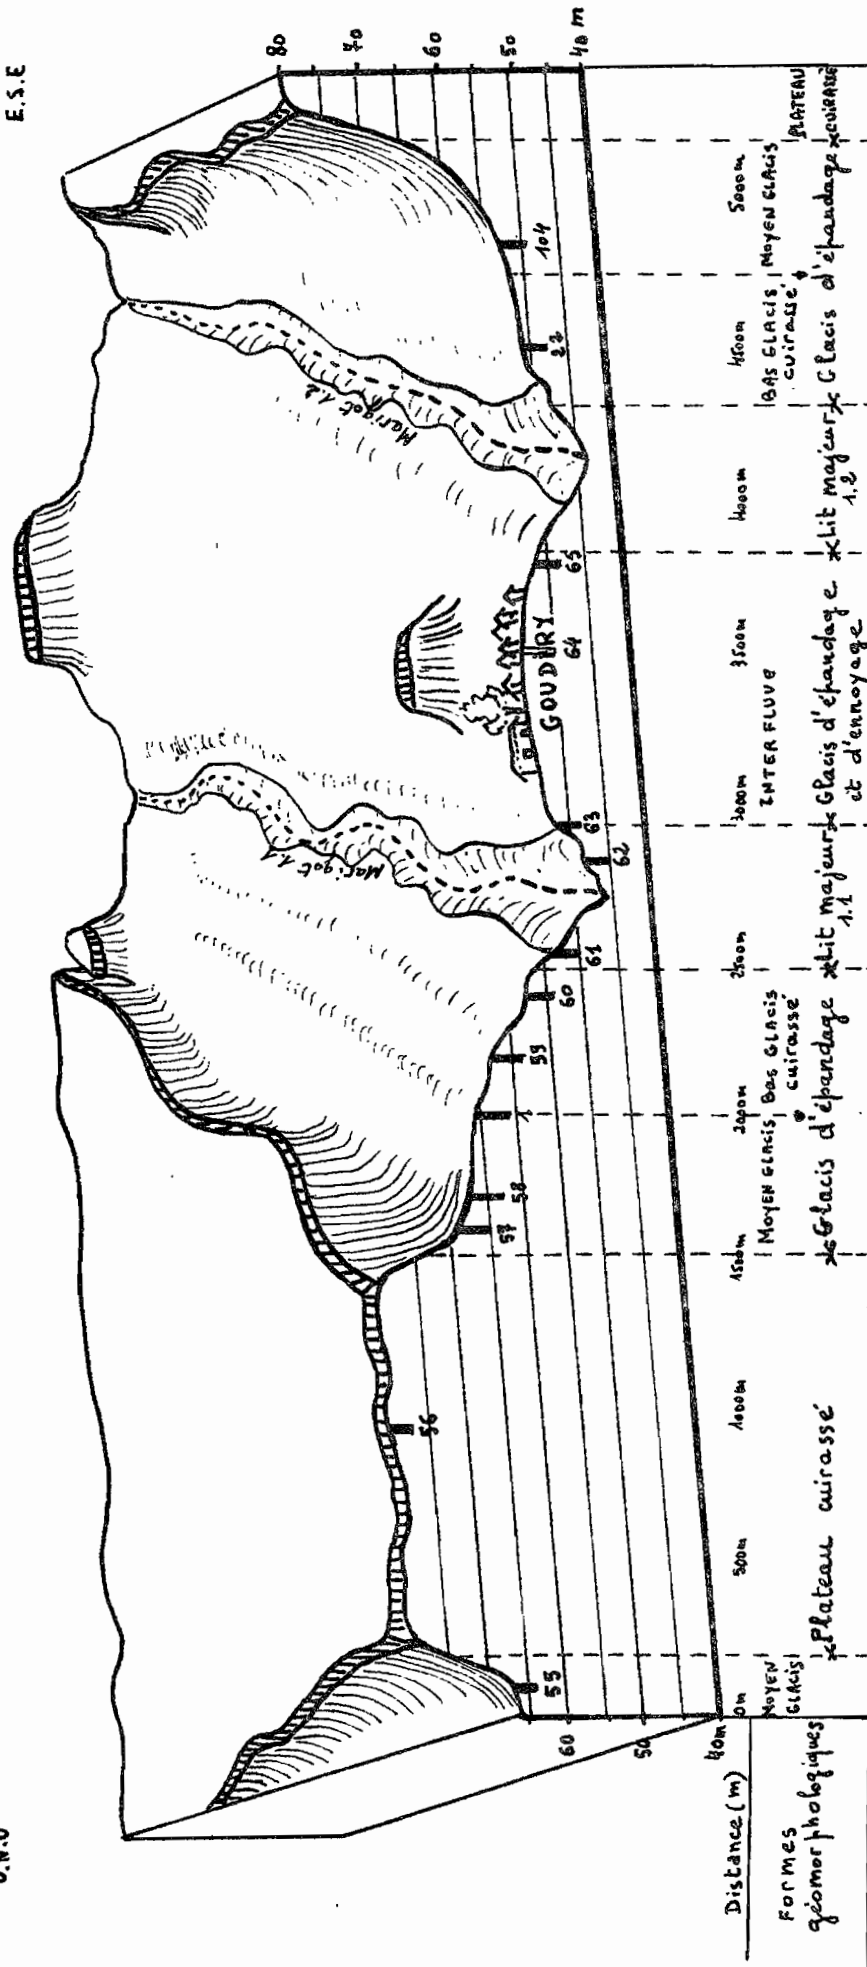 O.N.O
E.S.E
80
70
60
50
40 m
Marigot 1.1
Marigot 1.2
GOUDERY
55
56
57
58
1
59
60
61
62
63
64
65
22
104
60
50
40m
Distance (m)
0m
500m
1000m
1500m
2000m
2500m
3000m
3500m
4000m
4500m
5000m
Formes
géomorphologiques
MOYEN
GLACIS
MOYEN GLACIS
Bas GLACIS
cuirassé
INTERFLUVE
BAS GLACIS
cuirassé
MOYEN GLACIS
PLATEAU
Plateau cuirassé
Glacis d'épandage
Lit majeur
1.1
Glacis d'épandage
et d'ennoyage
Lit majeur
1.2
Glacis d'épandage
CUIRASSÉ